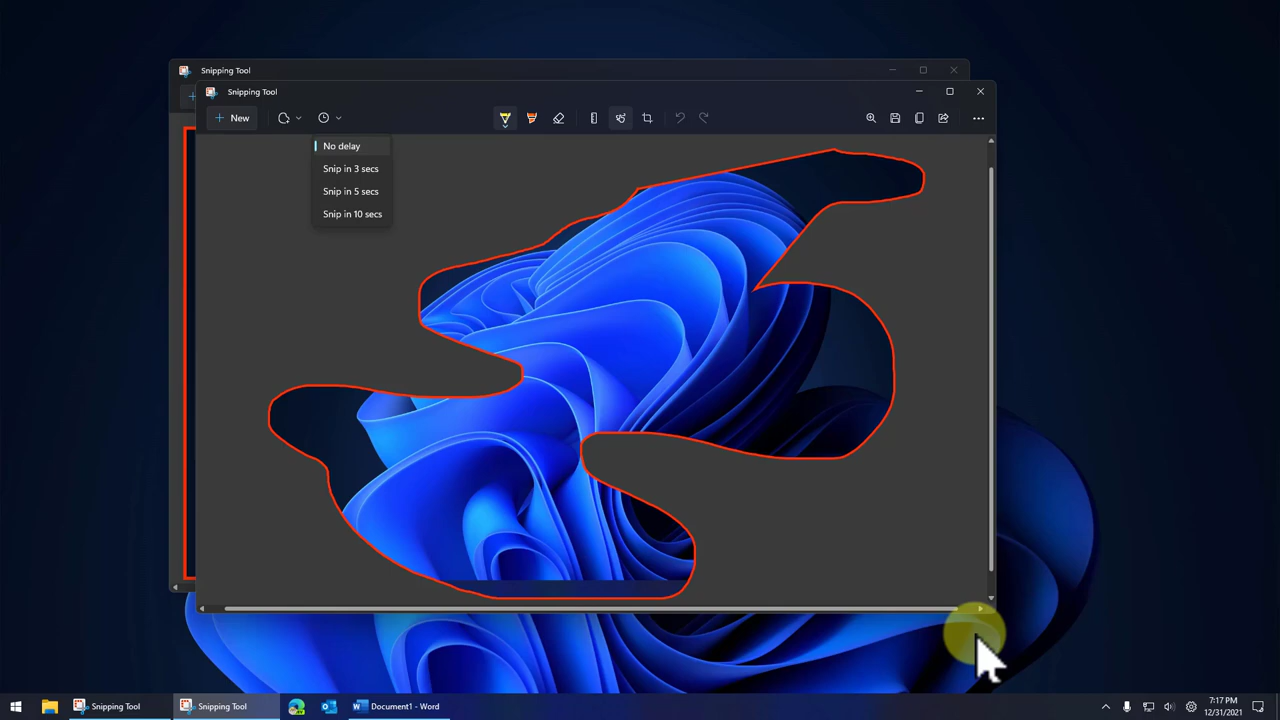 Snipping Tool
Snipping Tool
New
No delay
Snip in 3 secs
Snip in 5 secs
Snip in 10 secs
Snipping Tool
Snipping Tool
Document1 - Word
7:17 PM
12/31/2021